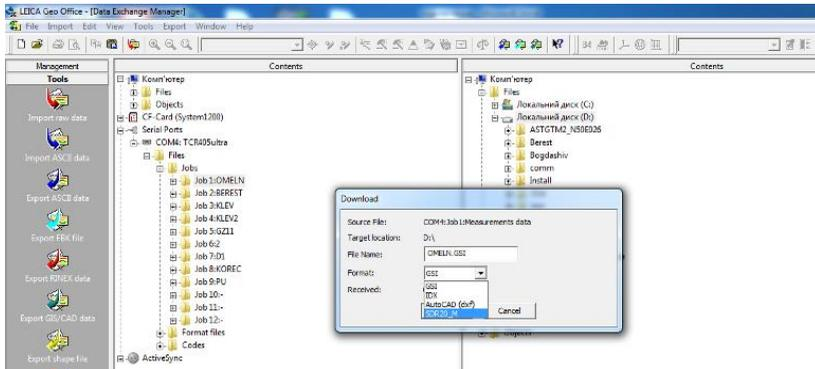 LEICA Geo Office - [Data Exchange Manager]
File Import Edit View Tools Export Window Help
Management
Contents
Contents
Tools
Import raw data
Import ASCII data
Export ASCII data
Export FBK file
Export RINEX data
Export GIS/CAD data
Export shape file
Комп'ютер
Files
Objects
CF-Card (System1200)
Serial Ports
COM4: TCR405ultra
Files
Jobs
Job 1:OMELN
Job 2:BEREST
Job 3:KLEV
Job 4:KLEV2
Job 5:GZ11
Job 6:2
Job 7:D1
Job 8:KOREC
Job 9:PU
Job 10:-
Job 11:-
Job 12:-
Format files
Codes
ActiveSync
Комп'ютер
Files
Локальний диск (C:)
Локальний диск (D:)
ASTGTM2_N50E026
Berest
Bogdashiv
comm
Install
Download
Source File: COM4:Job1:Measurements data
Target location: D:\
File Name: OMELN.GSI
Format: GSI
GSI
IDX
AutoCAD (dxf)
SDR20_M
Received:
Cancel
Objects